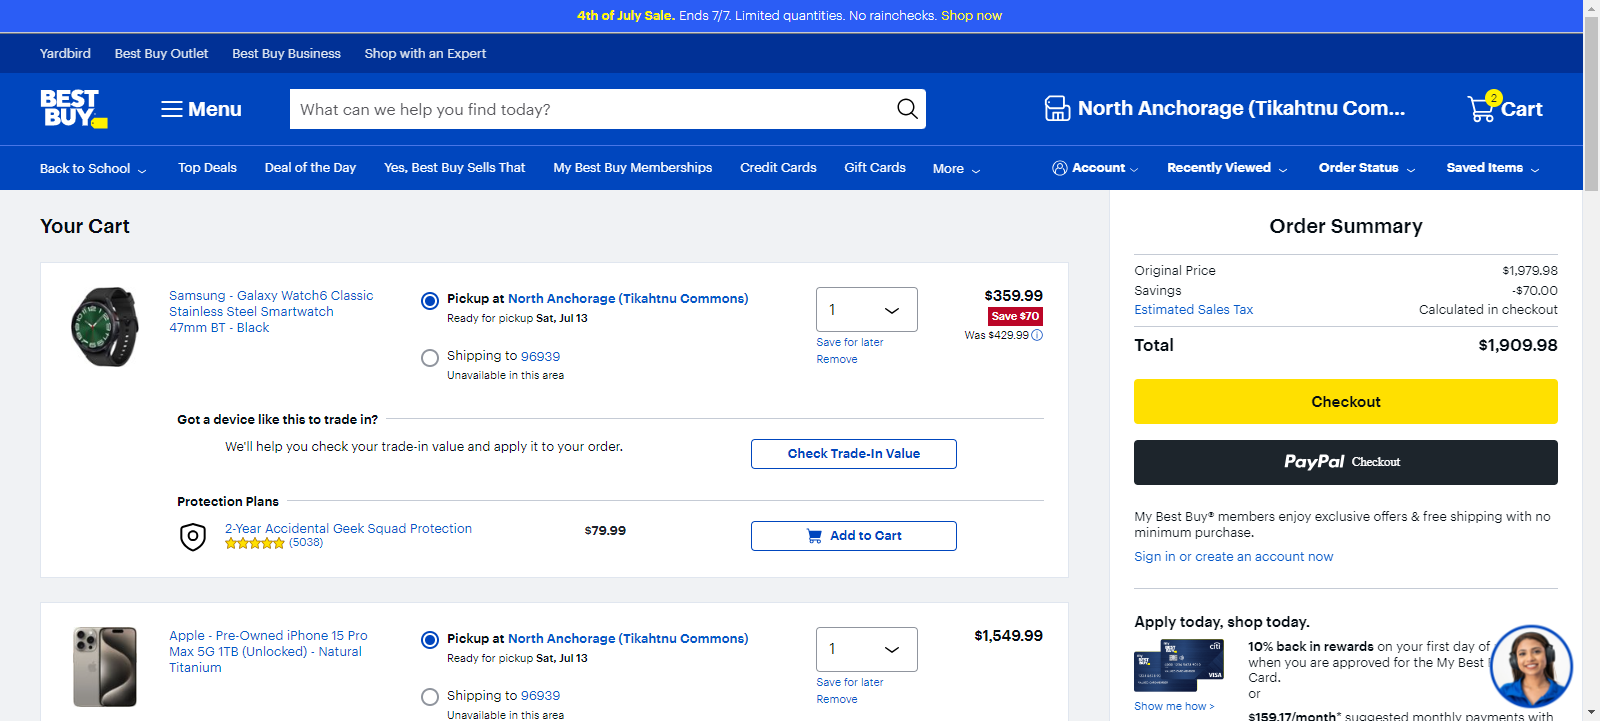 4th of July Sale. Ends 7/7. Limited quantities. No rainchecks. Shop now
Yardbird
Best Buy Outlet
Best Buy Business
Shop with an Expert
BEST
BUY
Menu
What can we help you find today?
North Anchorage (Tikahtnu Com...
2
Cart
Back to School
Top Deals
Deal of the Day
Yes, Best Buy Sells That
My Best Buy Memberships
Credit Cards
Gift Cards
More
Account
Recently Viewed
Order Status
Saved Items
Your Cart
Samsung - Galaxy Watch6 Classic
Stainless Steel Smartwatch
47mm BT - Black
Pickup at North Anchorage (Tikahtnu Commons)
Ready for pickup Sat, Jul 13
Shipping to 96939
Unavailable in this area
1
Save for later
Remove
$359.99
Save $70
Was $429.99
Got a device like this to trade in?
We'll help you check your trade-in value and apply it to your order.
Check Trade-In Value
Protection Plans
2-Year Accidental Geek Squad Protection
(5038)
$79.99
Add to Cart
Apple - Pre-Owned iPhone 15 Pro
Max 5G 1TB (Unlocked) - Natural
Titanium
Pickup at North Anchorage (Tikahtnu Commons)
Ready for pickup Sat, Jul 13
Shipping to 96939
Unavailable in this area
1
Save for later
Remove
$1,549.99
Order Summary
Original Price $1,979.98
Savings -$70.00
Estimated Sales Tax Calculated in checkout
Total $1,909.98
Checkout
PayPal Checkout
My Best Buy® members enjoy exclusive offers & free shipping with no
minimum purchase.
Sign in or create an account now
Apply today, shop today.
citi
VISA
10% back in rewards on your first day of
when you are approved for the My Best
Card.
or
Show me how >
$159.17/month* suggested monthly payments with